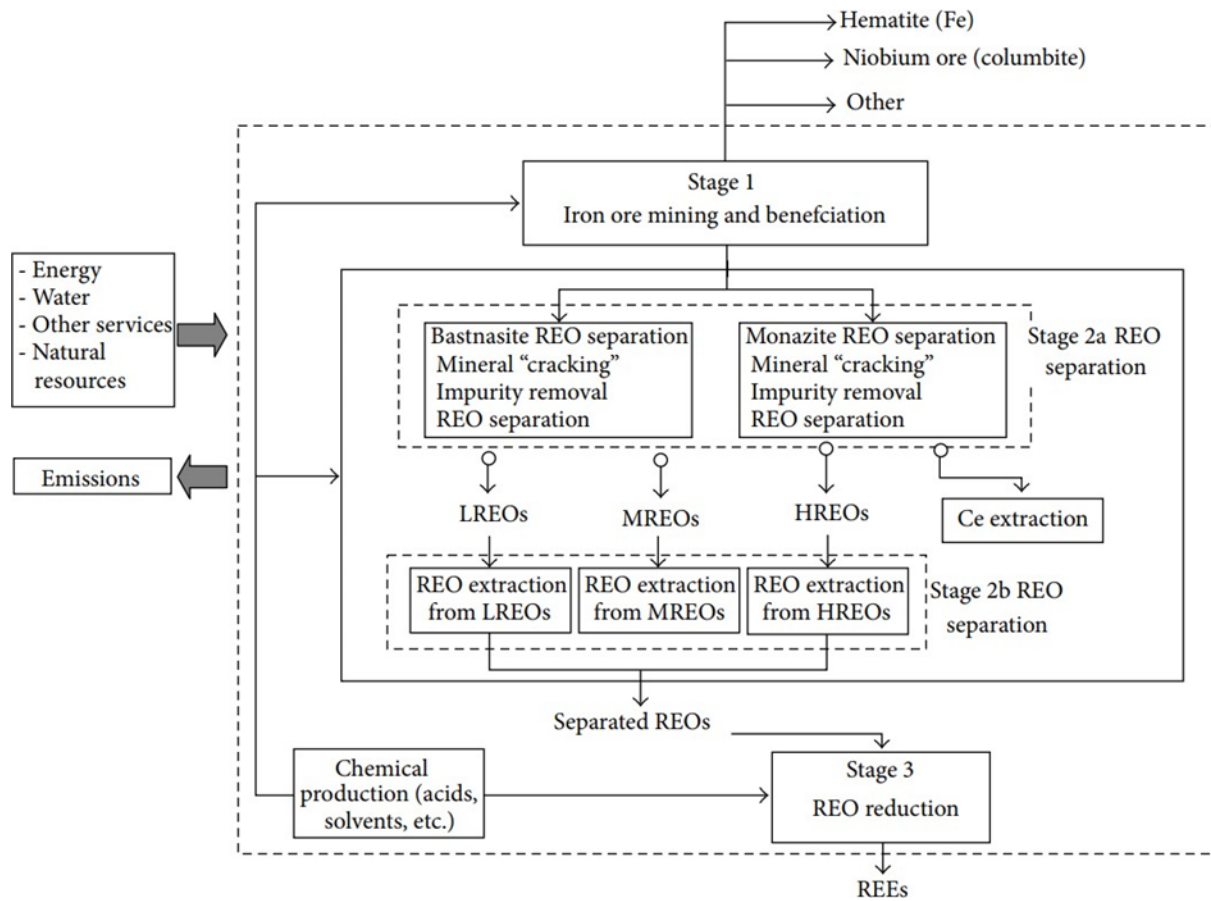 Hematite (Fe)
Niobium ore (columbite)
Other
Stage 1
Iron ore mining and benefciation
- Energy
- Water
- Other services
- Natural
resources
Emissions
Bastnasite REO separation
Mineral “cracking”
Impurity removal
REO separation
Monazite REO separation
Mineral “cracking”
Impurity removal
REO separation
Stage 2a REO
separation
LREOs
MREOs
HREOs
Ce extraction
REO extraction
from LREOs
REO extraction
from MREOs
REO extraction
from HREOs
Stage 2b REO
separation
Separated REOs
Chemical
production (acids,
solvents, etc.)
Stage 3
REO reduction
REEs